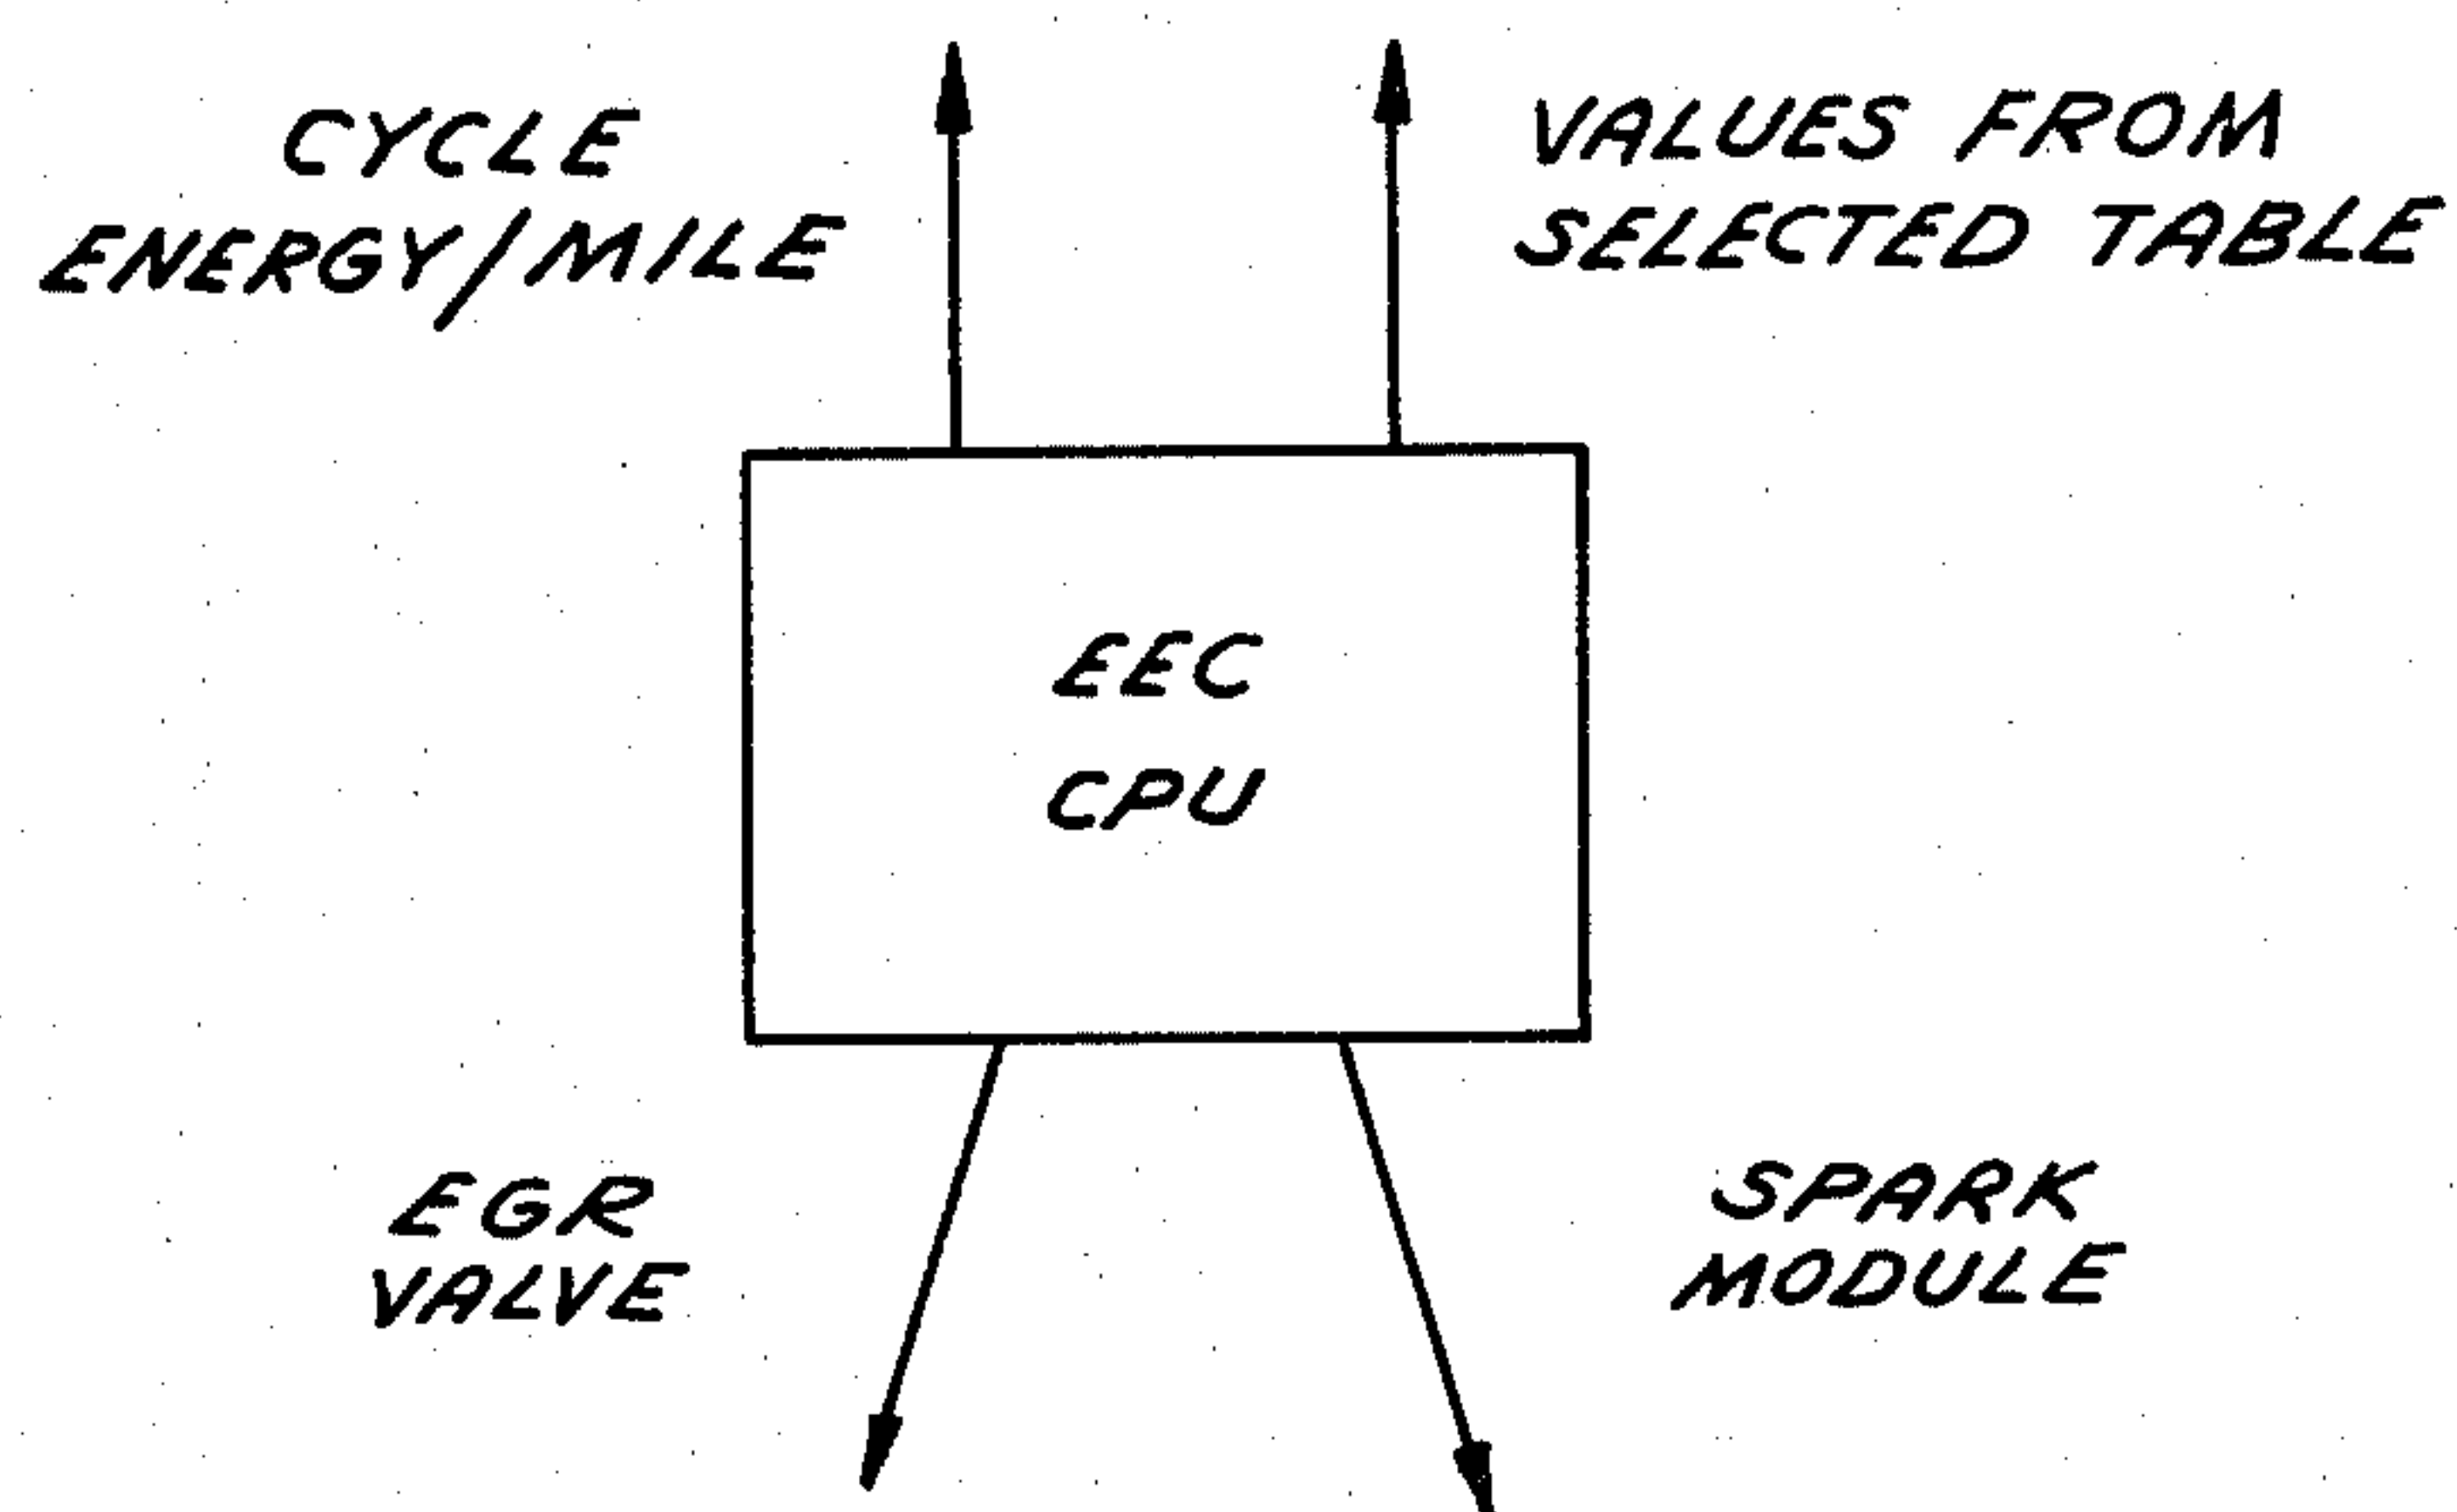 CYCLE
ENERGY/MILE
VALUES FROM
SELECTED TABLE
EEC
CPU
EGR
VALVE
SPARK
MODULE